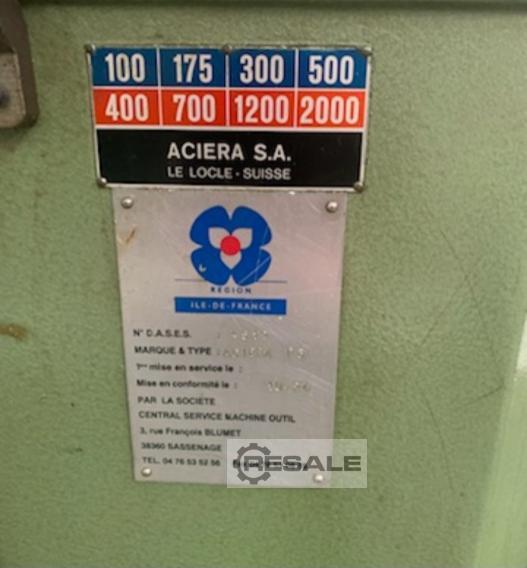 100 175 300 500
400 700 1200 2000
ACIERA S.A.
LE LOCLE - SUISSE
RÉGION
ILE-DE-FRANCE
N° D.A.S.E.S. :
MARQUE & TYPE :
1ère mise en service le :
Mise en conformité le :
PAR LA SOCIÉTÉ
CENTRAL SERVICE MACHINE OUTIL
3, rue François BLUMET
38360 SASSENAGE
TEL. 04 76 53 52 56
RESALE